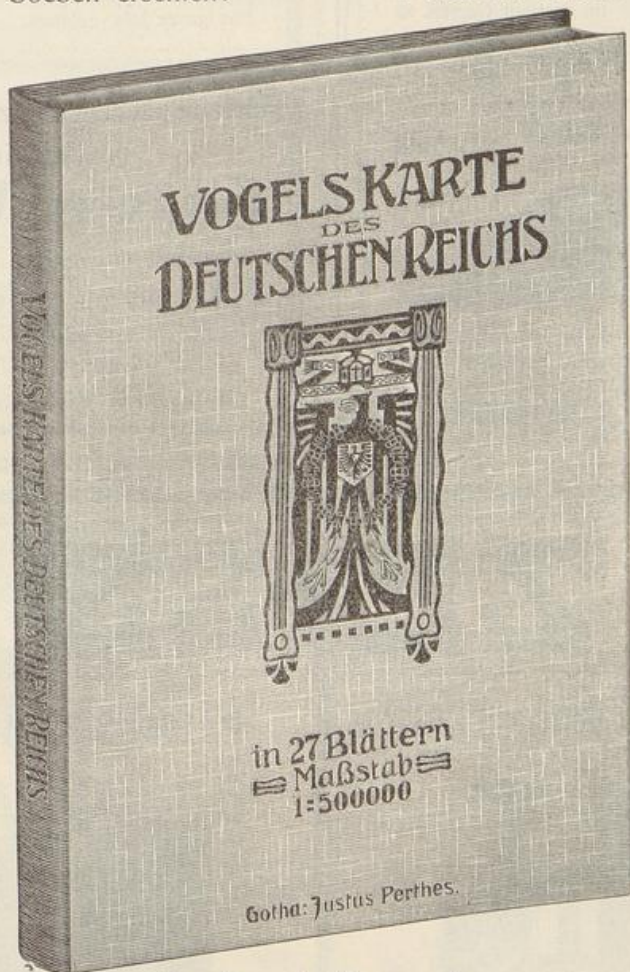 VOGELS KARTE
DES
DEUTSCHEN REICHS
in 27 Blättern
Maßstab
1:500000
Gotha: Justus Perthes.
VOGELS KARTE DES DEUTSCHEN REICHS